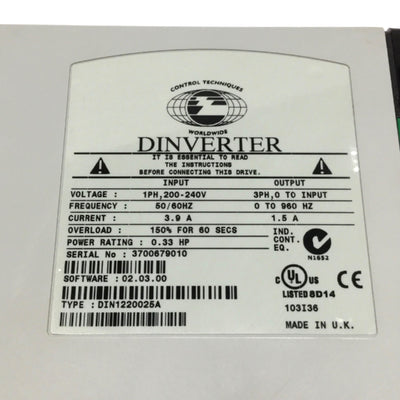 CONTROL TECHNIQUES
WORLDWIDE
DINVERTER
IT IS ESSENTIAL TO READ
THE INSTRUCTIONS
BEFORE CONNECTING THIS DRIVE.
INPUT OUTPUT
VOLTAGE : 1PH,200-240V 3PH,0 TO INPUT
FREQUENCY : 50/60HZ 0 TO 960 HZ
CURRENT : 3.9 A 1.5 A
OVERLOAD : 150% FOR 60 SECS
POWER RATING : 0.33 HP
IND.
CONT.
EQ.
N1652
SERIAL No : 3700679010
SOFTWARE : 02.03.00
TYPE : DIN1220025A
C UL US
LISTED 8D14
CE
103I36
MADE IN U.K.